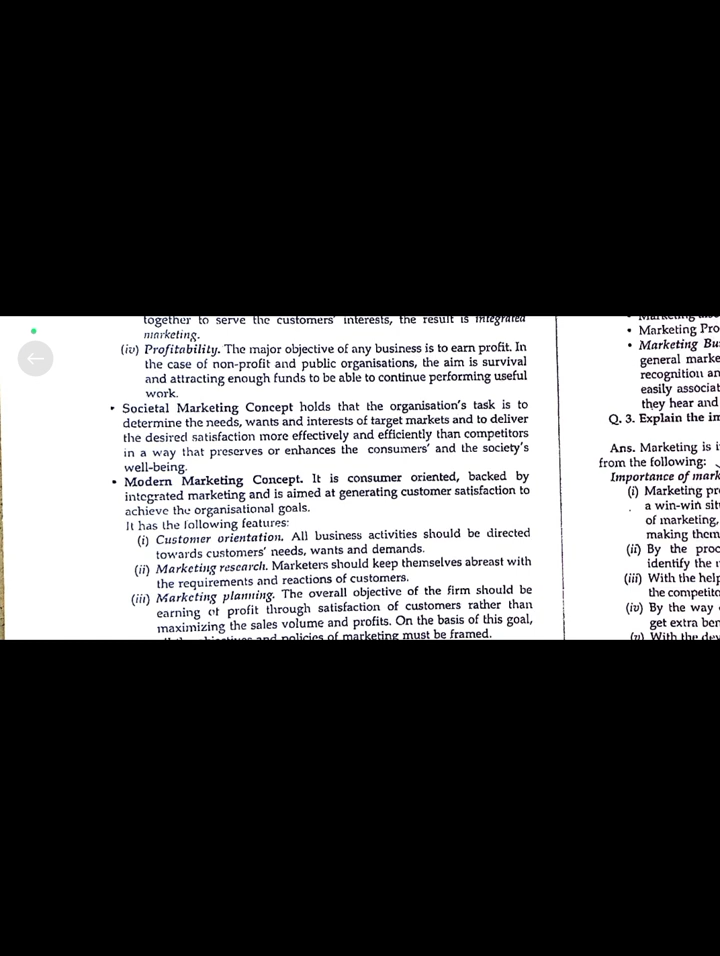 together to serve the customers' interests, the result is integrated
marketing.
(iv) Profitability. The major objective of any business is to earn profit. In
the case of non-profit and public organisations, the aim is survival
and attracting enough funds to be able to continue performing useful
work.
• Societal Marketing Concept holds that the organisation's task is to
determine the needs, wants and interests of target markets and to deliver
the desired satisfaction more effectively and efficiently than competitors
in a way that preserves or enhances the consumers' and the society's
well-being.
• Modern Marketing Concept. It is consumer oriented, backed by
integrated marketing and is aimed at generating customer satisfaction to
achieve the organisational goals.
It has the following features:
(i) Customer orientation. All business activities should be directed
towards customers' needs, wants and demands.
(ii) Marketing research. Marketers should keep themselves abreast with
the requirements and reactions of customers.
(iii) Marketing planning. The overall objective of the firm should be
earning of profit through satisfaction of customers rather than
maximizing the sales volume and profits. On the basis of this goal,
and policies of marketing must be framed.
• Marketing Pro
• Marketing Bu
general marke
recognition an
easily associat
they hear and
Q. 3. Explain the im
Ans. Marketing is i
from the following:
Importance of mark
(i) Marketing pr
a win-win sit
of marketing,
making them
(ii) By the proc
identify the
(iii) With the help
the competito
(iv) By the way
get extra ben
(v) With the dev